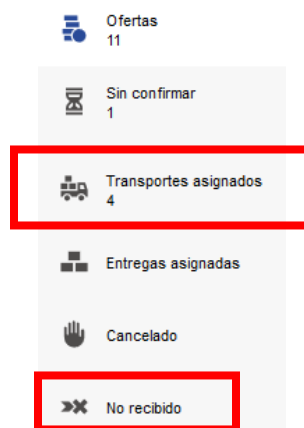 Ofertas
11
Sin confirmar
1
Transportes asignados
4
Entregas asignadas
Cancelado
No recibido